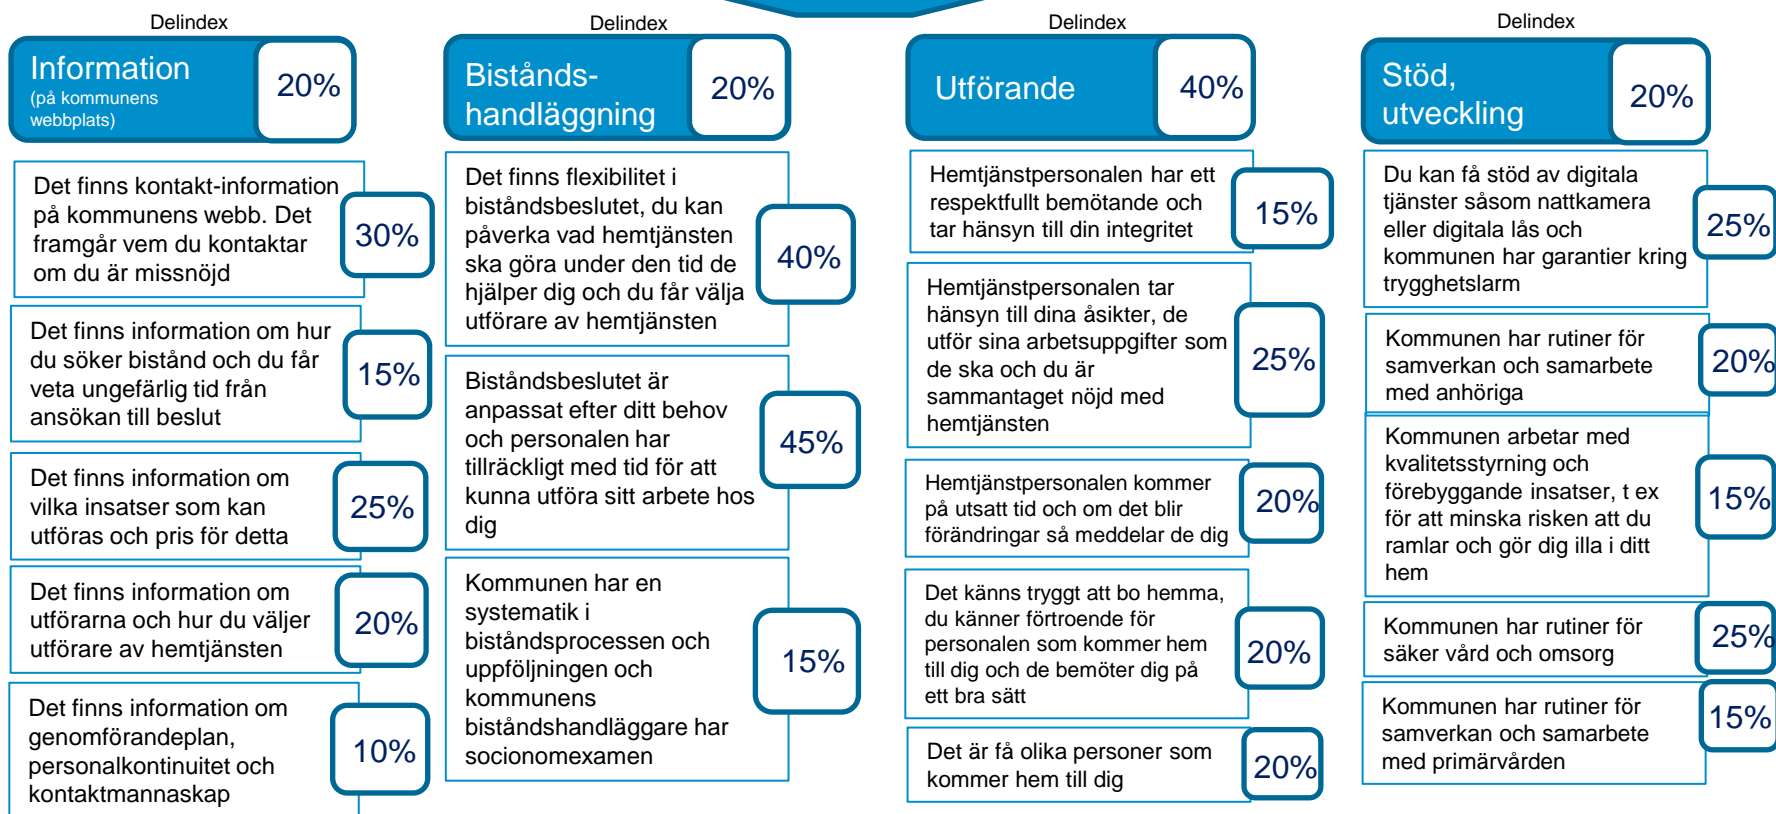 Delindex
Information
(på kommunens
webbplats)
20%
Det finns kontakt-information
på kommunens webb. Det
framgår vem du kontaktar
om du är missnöjd
30%
Det finns information om hur
du söker bistånd och du får
veta ungefärlig tid från
ansökan till beslut
15%
Det finns information om
vilka insatser som kan
utföras och pris för detta
25%
Det finns information om
utförarna och hur du väljer
utförare av hemtjänsten
20%
Det finns information om
genomförandeplan,
personalkontinuitet och
kontaktmannaskap
10%
Delindex
Bistånds-
handläggning
20%
Det finns flexibilitet i
biståndsbeslutet, du kan
påverka vad hemtjänsten
ska göra under den tid de
hjälper dig och du får välja
utförare av hemtjänsten
40%
Biståndsbeslutet är
anpassat efter ditt behov
och personalen har
tillräckligt med tid för att
kunna utföra sitt arbete hos
dig
45%
Kommunen har en
systematik i
biståndsprocessen och
uppföljningen och
kommunens
biståndshandläggare har
socionomexamen
15%
Delindex
Utförande
40%
Hemtjänstpersonalen har ett
respektfullt bemötande och
tar hänsyn till din integritet
15%
Hemtjänstpersonalen tar
hänsyn till dina åsikter, de
utför sina arbetsuppgifter som
de ska och du är
sammantaget nöjd med
hemtjänsten
25%
Hemtjänstpersonalen kommer
på utsatt tid och om det blir
förändringar så meddelar de dig
20%
Det känns tryggt att bo hemma,
du känner förtroende för
personalen som kommer hem
till dig och de bemöter dig på
ett bra sätt
20%
Det är få olika personer som
kommer hem till dig
20%
Delindex
Stöd,
utveckling
20%
Du kan få stöd av digitala
tjänster såsom nattkamera
eller digitala lås och
kommunen har garantier kring
trygghetslarm
25%
Kommunen har rutiner för
samverkan och samarbete
med anhöriga
20%
Kommunen arbetar med
kvalitetsstyrning och
förebyggande insatser, t ex
för att minska risken att du
ramlar och gör dig illa i ditt
hem
15%
Kommunen har rutiner för
säker vård och omsorg
25%
Kommunen har rutiner för
samverkan och samarbete
med primärvården
15%